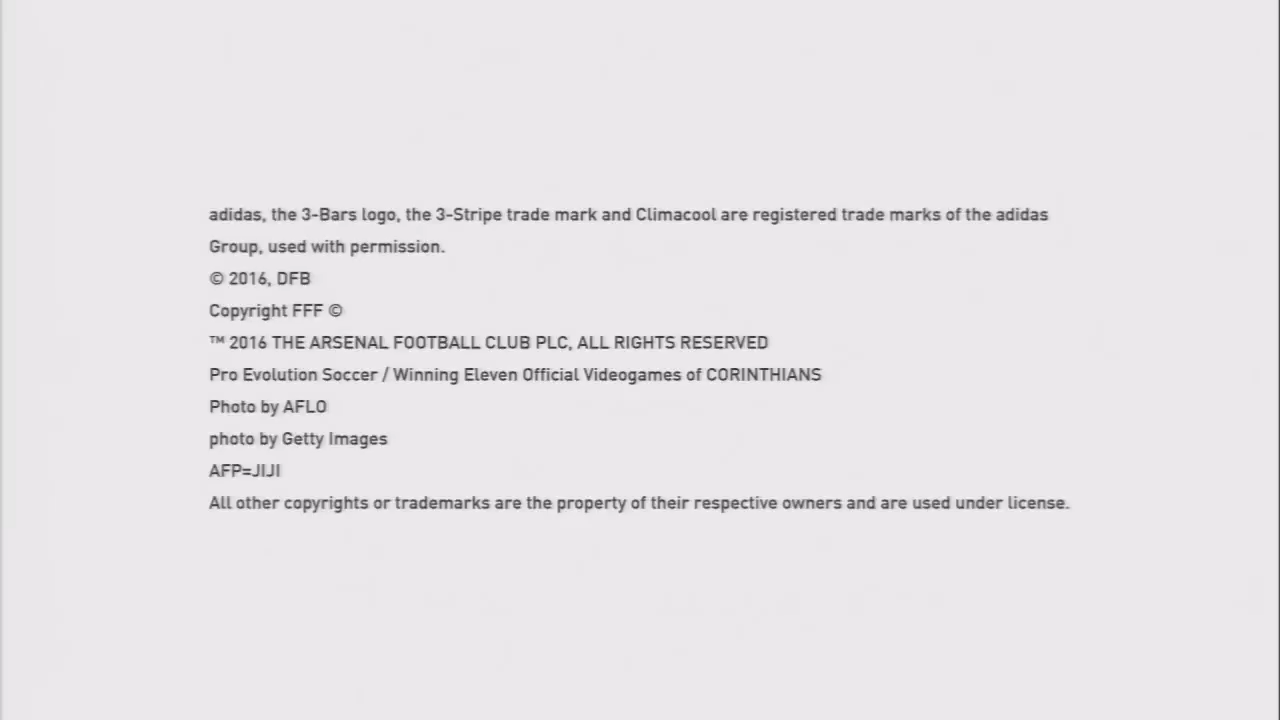 adidas, the 3-Bars logo, the 3-Stripe trade mark and Climacool are registered trade marks of the adidas
Group, used with permission.
© 2016, DFB
Copyright FFF ©
™ 2016 THE ARSENAL FOOTBALL CLUB PLC, ALL RIGHTS RESERVED
Pro Evolution Soccer / Winning Eleven Official Videogames of CORINTHIANS
Photo by AFLO
photo by Getty Images
AFP=JIJI
All other copyrights or trademarks are the property of their respective owners and are used under license.